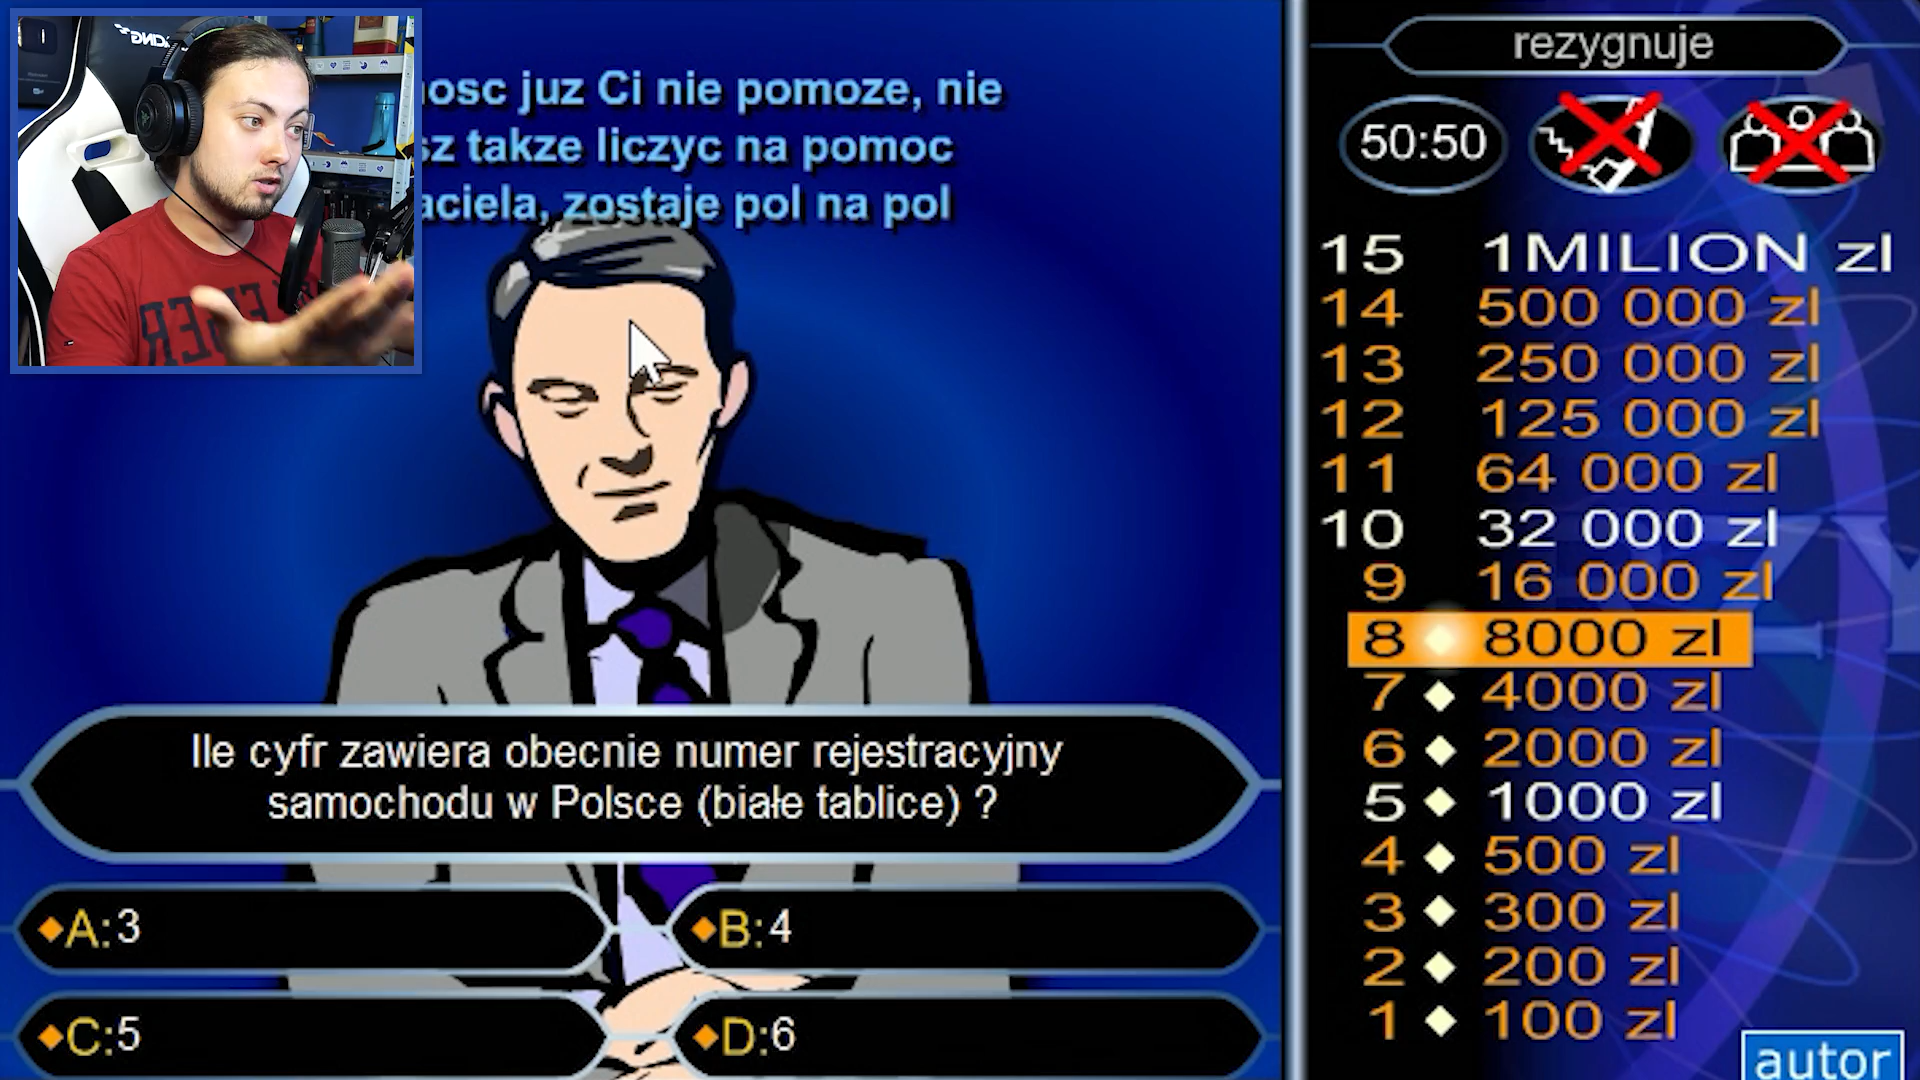 nosc juz Ci nie pomoze, nie
sz takze liczyc na pomoc
aciela, zostaje pol na pol
rezygnuje
50:50
15 1MILION zl
14 500 000 zl
13 250 000 zl
12 125 000 zl
11 64 000 zl
10 32 000 zl
9 16 000 zl
8 8000 zl
7 4000 zl
6 2000 zl
5 1000 zl
4 500 zl
3 300 zl
2 200 zl
1 100 zl
Ile cyfr zawiera obecnie numer rejestracyjny
samochodu w Polsce (białe tablice) ?
A:3
B:4
C:5
D:6
autor